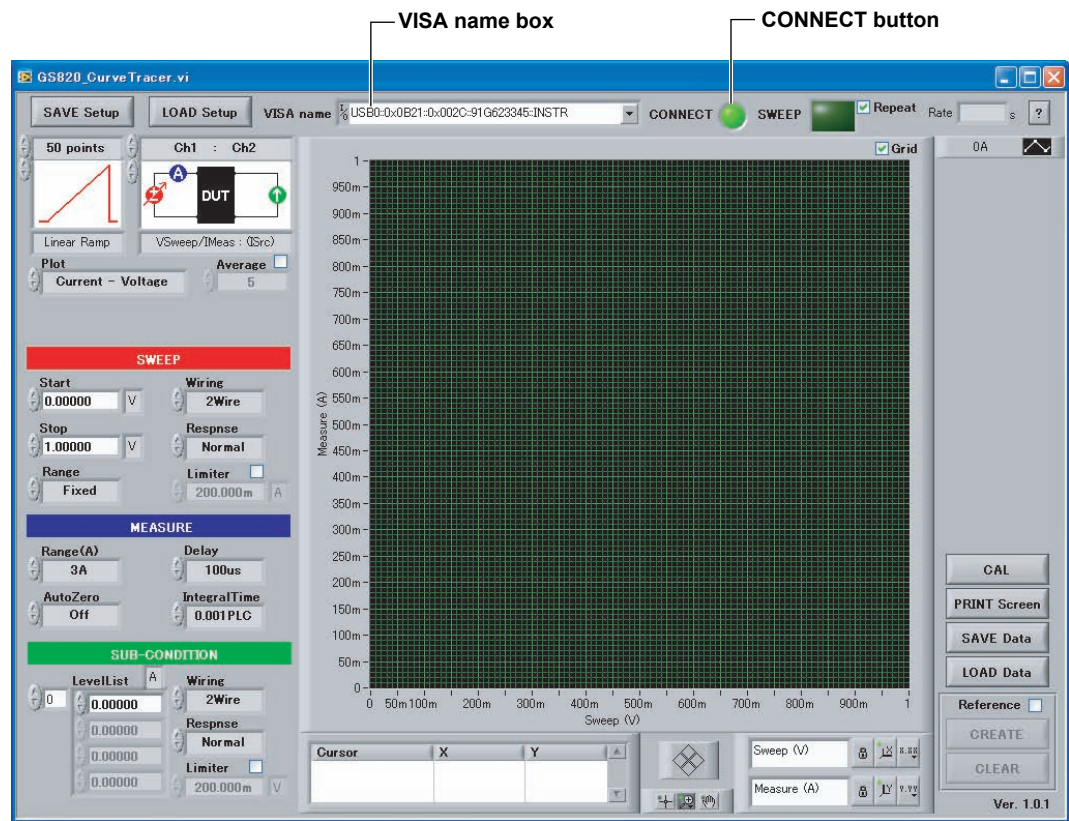 VISA name box
CONNECT button
GS820_CurveTracer.vi
SAVE Setup
LOAD Setup
VISA name
USB0::0x0B21::0x002C::91G623345::INSTR
CONNECT
SWEEP
Repeat
Rate
s
?
50 points
Linear Ramp
Ch1 : Ch2
A
DUT
VSweep/IMeas : (ISrc)
Plot
Current - Voltage
Average
5
SWEEP
Start
0.00000 V
Wiring
2Wire
Stop
1.00000 V
Respnse
Normal
Range
Fixed
Limiter
200.000m A
MEASURE
Range(A)
3A
Delay
100us
AutoZero
Off
IntegralTime
0.001PLC
SUB-CONDITION
LevelList A
0
0.00000
0.00000
0.00000
0.00000
Wiring
2Wire
Respnse
Normal
Limiter
200.000m V
Grid
Measure (A)
1
950m
900m
850m
800m
750m
700m
650m
600m
550m
500m
450m
400m
350m
300m
250m
200m
150m
100m
50m
0
0 50m 100m 200m 300m 400m 500m 600m 700m 800m 900m 1
Sweep (V)
Cursor X Y
Sweep (V)
X
X.XX
Measure (A)
Y
Y.YY
0A
CAL
PRINT Screen
SAVE Data
LOAD Data
Reference
CREATE
CLEAR
Ver. 1.0.1